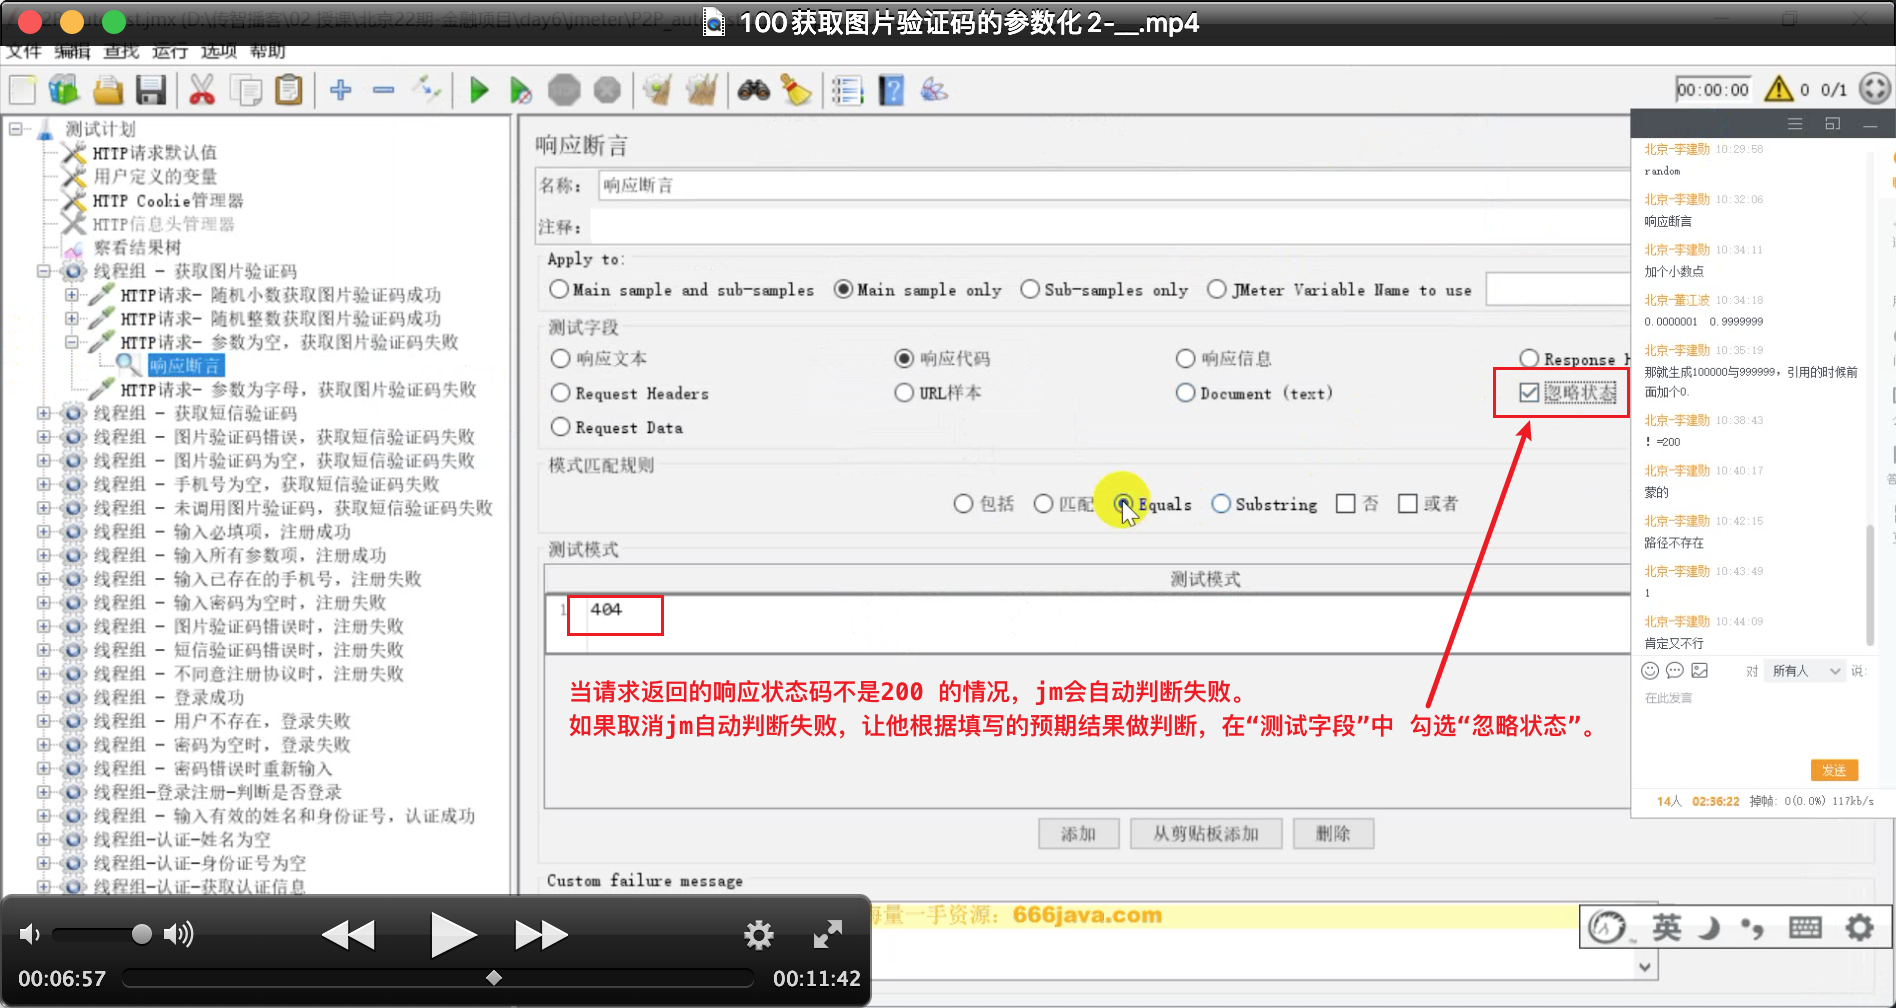 100获取图片验证码的参数化2-__.mp4
文件 编辑 查找 运行 选项 帮助
00:00:00 0 0/1
测试计划
HTTP请求默认值
用户定义的变量
HTTP Cookie管理器
HTTP信息头管理器
察看结果树
线程组 - 获取图片验证码
HTTP请求- 随机小数获取图片验证码成功
HTTP请求- 随机整数获取图片验证码成功
HTTP请求- 参数为空，获取图片验证码失败
响应断言
HTTP请求- 参数为字母，获取图片验证码失败
线程组 - 获取短信验证码
线程组 - 图片验证码错误，获取短信验证码失败
线程组 - 图片验证码为空，获取短信验证码失败
线程组 - 手机号为空，获取短信验证码失败
线程组 - 未调用图片验证码，获取短信验证码失败
线程组 - 输入必填项，注册成功
线程组 - 输入所有参数项，注册成功
线程组 - 输入已存在的手机号，注册失败
线程组 - 输入密码为空时，注册失败
线程组 - 图片验证码错误时，注册失败
线程组 - 短信验证码错误时，注册失败
线程组 - 不同意注册协议时，注册失败
线程组 - 登录成功
线程组 - 用户不存在，登录失败
线程组 - 密码为空时，登录失败
线程组 - 密码错误时重新输入
线程组-登录注册-判断是否登录
线程组 - 输入有效的姓名和身份证号，认证成功
线程组-认证-姓名为空
线程组-认证-身份证号为空
线程组-认证-获取认证信息
响应断言
名称： 响应断言
注释：
Apply to:
Main sample and sub-samples Main sample only Sub-samples only JMeter Variable Name to use
测试字段
响应文本 响应代码 响应信息 Response
Request Headers URL样本 Document (text) 忽略状态
Request Data
模式匹配规则
包括 匹配 Equals Substring 否 或者
测试模式
测试模式
1 404
当请求返回的响应状态码不是200 的情况，jm会自动判断失败。
如果取消jm自动判断失败，让他根据填写的预期结果做判断，在“测试字段”中 勾选“忽略状态”。
添加 从剪贴板添加 删除
Custom failure message
量一手资源：666java.com
北京-李建勋 10:29:58
random
北京-李建勋 10:32:06
响应断言
北京-李建勋 10:34:11
加个小数点
北京-董江波 10:34:18
0.0000001 0.9999999
北京-李建勋 10:35:19
那就生成100000与999999，引用的时候前
面加个0.
北京-李建勋 10:38:43
！=200
北京-李建勋 10:40:17
蒙的
北京-李建勋 10:42:15
路径不存在
北京-李建勋 10:43:49
1
北京-李建勋 10:44:09
肯定又不行
对 所有人 说:
在此发言
发送
14人 02:36:22 掉帧: 0(0.0%) 117kb/s
英
00:06:57 00:11:42